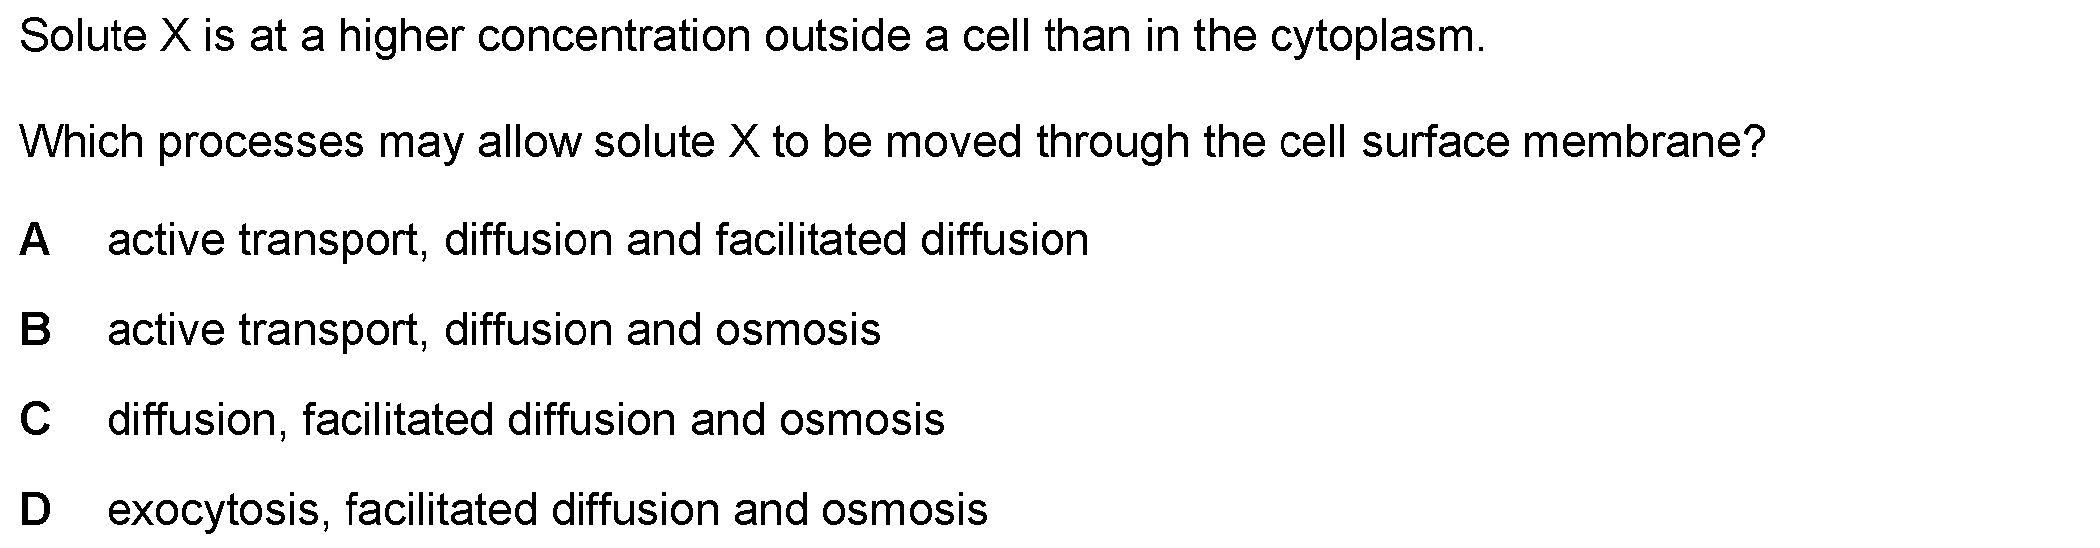 Solute X is at a higher concentration outside a cell than in the cytoplasm.
Which processes may allow solute X to be moved through the cell surface membrane?
A active transport, diffusion and facilitated diffusion
B active transport, diffusion and osmosis
C diffusion, facilitated diffusion and osmosis
D exocytosis, facilitated diffusion and osmosis